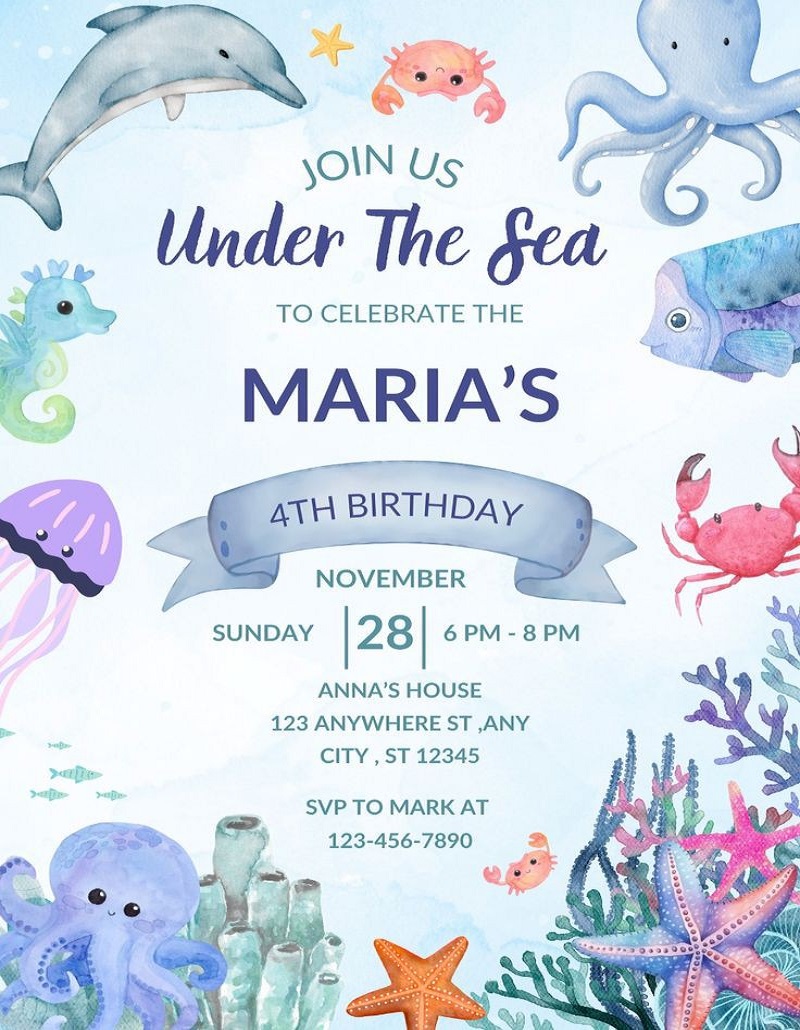 JOIN US
Under The Sea
TO CELEBRATE THE
MARIA'S
4TH BIRTHDAY
NOVEMBER
SUNDAY 28 6 PM - 8 PM
ANNA'S HOUSE
123 ANYWHERE ST ,ANY
CITY , ST 12345
SVP TO MARK AT
123-456-7890